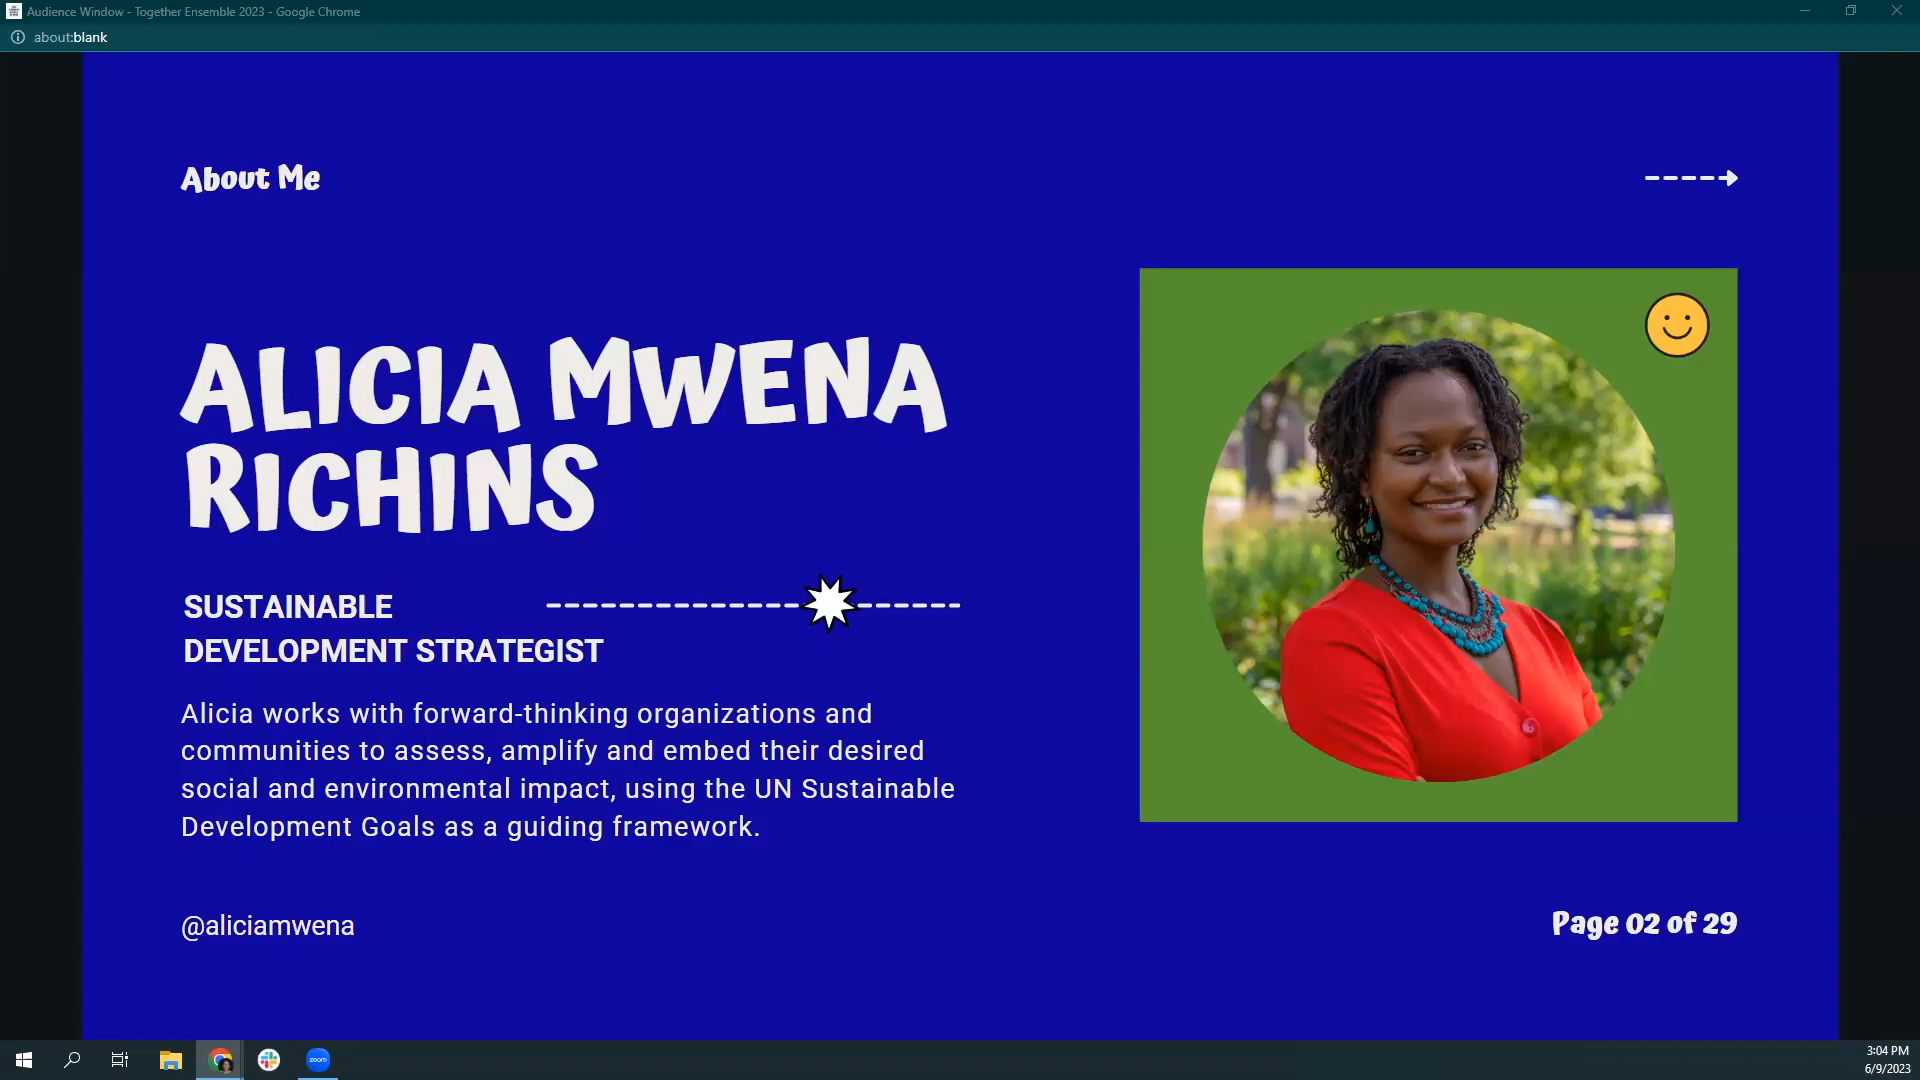 Audience Window - Together Ensemble 2023 - Google Chrome
about:blank
About Me
ALICIA MWENA
RICHINS
SUSTAINABLE
DEVELOPMENT STRATEGIST
Alicia works with forward-thinking organizations and
communities to assess, amplify and embed their desired
social and environmental impact, using the UN Sustainable
Development Goals as a guiding framework.
@aliciamwena
Page 02 of 29
zoom
3:04 PM
6/9/2023